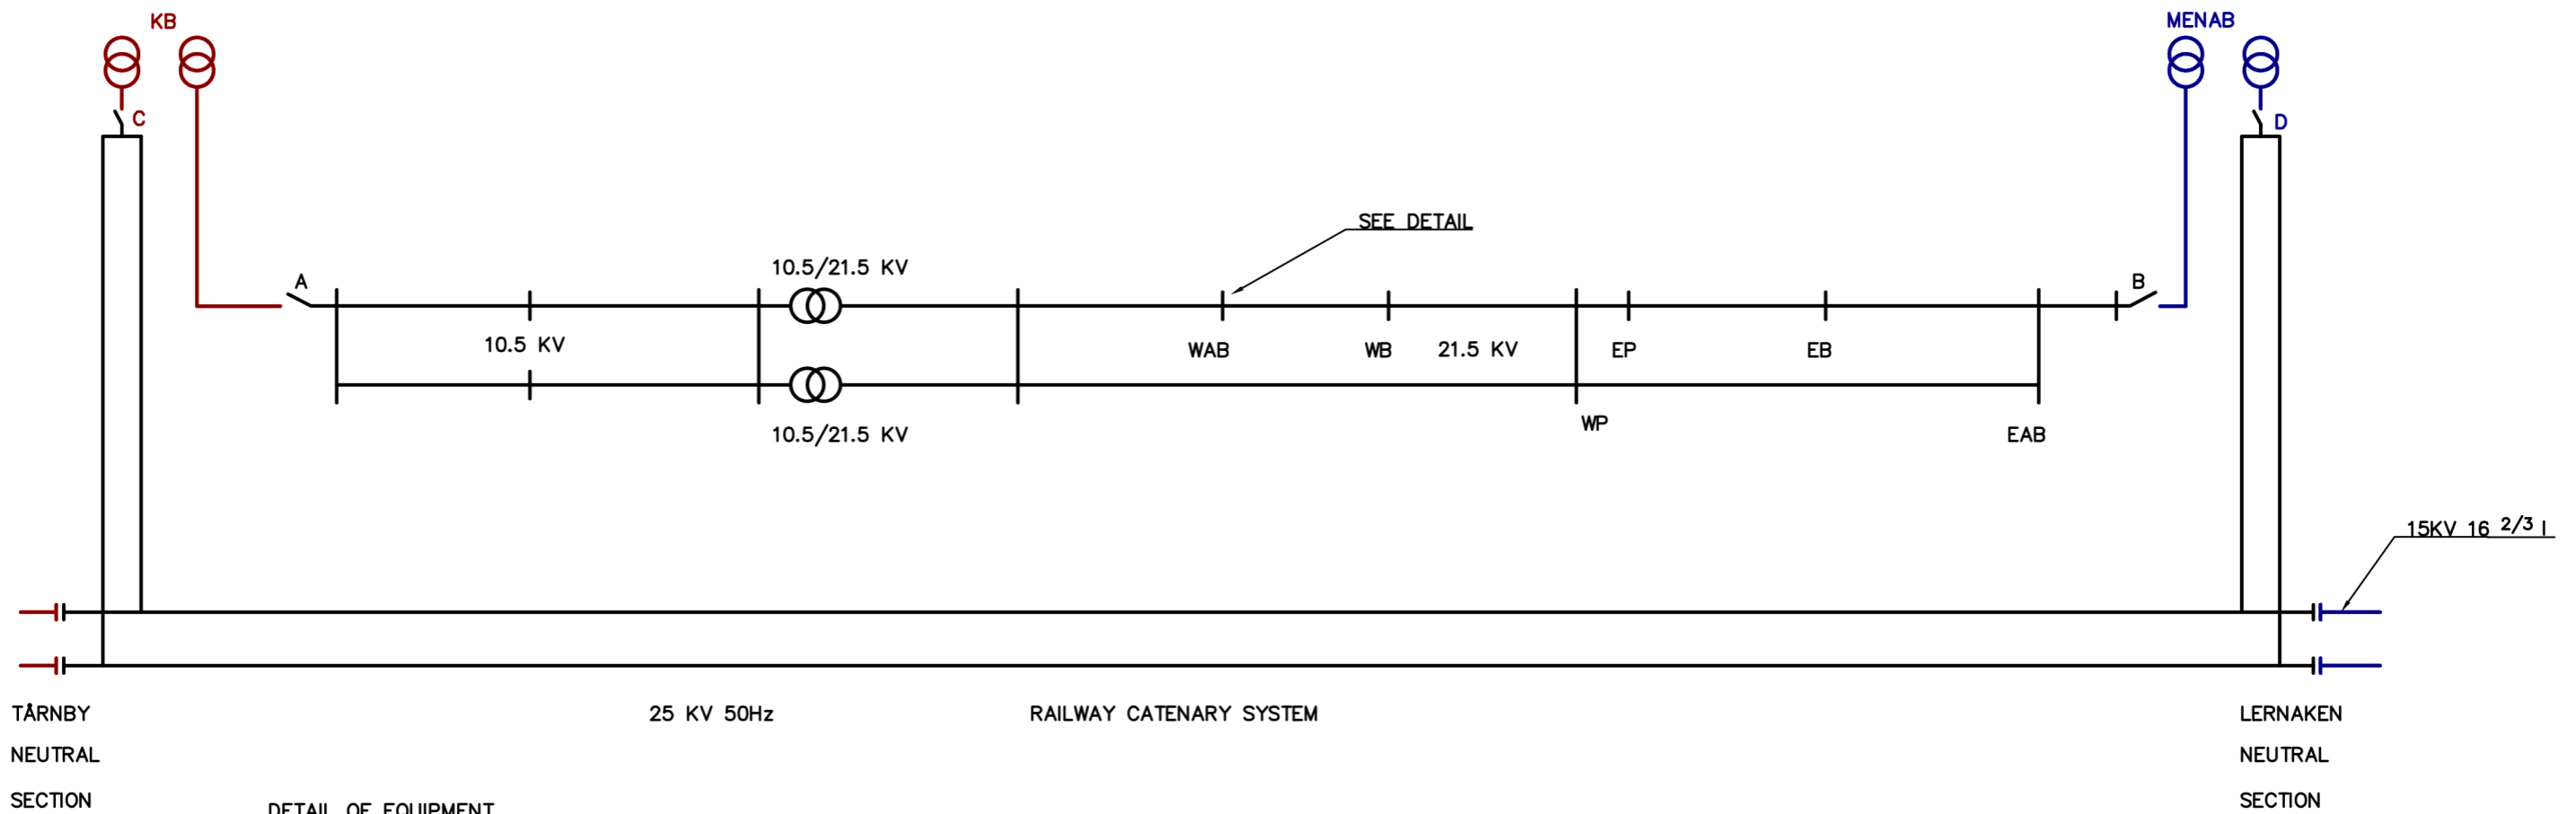 KB
MENAB
C
D
SEE DETAIL
A
10.5/21.5 KV
B
10.5 KV
WAB
WB
21.5 KV
EP
EB
10.5/21.5 KV
WP
EAB
15KV 16 2/3
TÅRNBY
25 KV 50Hz
RAILWAY CATENARY SYSTEM
LERNAKEN
NEUTRAL
NEUTRAL
SECTION
SECTION
DETAIL OF EQUIPMENT